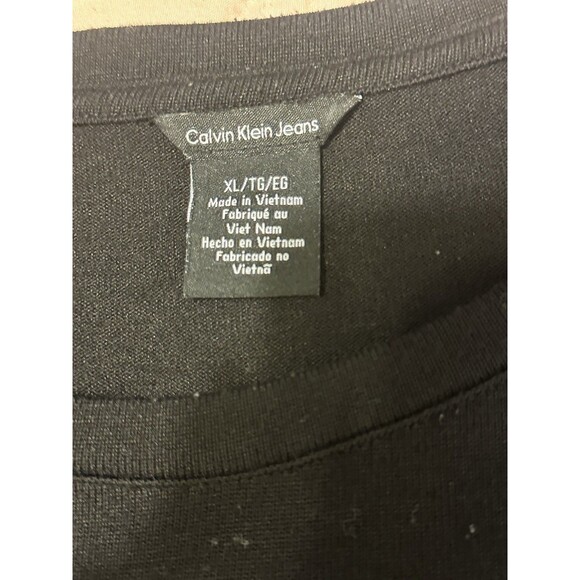 Calvin Klein Jeans
XL/TG/EG
Made in Vietnam
Fabriqué au
Viet Nam
Hecho en Vietnam
Fabricado no
Vietnã